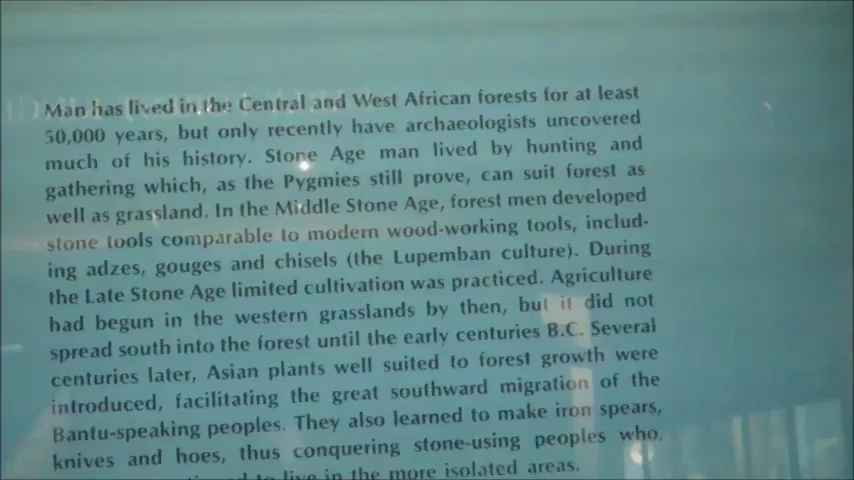 Man has lived in the Central and West African forests for at least
50,000 years, but only recently have archaeologists uncovered
much of his history. Stone Age man lived by hunting and
gathering which, as the Pygmies still prove, can suit forest as
well as grassland. In the Middle Stone Age, forest men developed
stone tools comparable to modern wood-working tools, includ-
ing adzes, gouges and chisels (the Lupemban culture). During
the Late Stone Age limited cultivation was practiced. Agriculture
had begun in the western grasslands by then, but it did not
spread south into the forest until the early centuries B.C. Several
centuries later, Asian plants well suited to forest growth were
introduced, facilitating the great southward migration of the
Bantu-speaking peoples. They also learned to make iron spears,
knives and hoes, thus conquering stone-using peoples who,
to live in the more isolated areas.